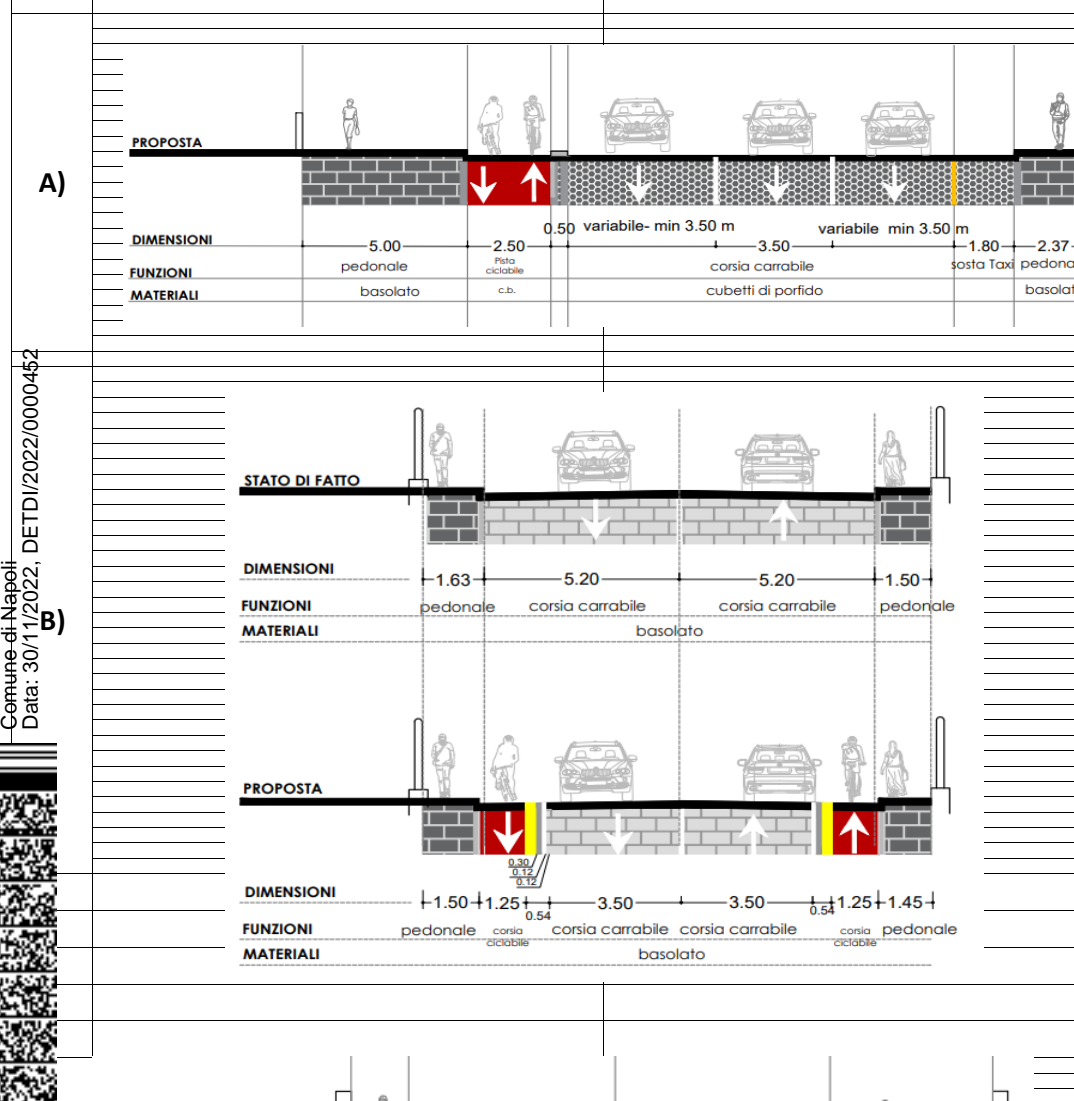 PROPOSTA
A)
0.50 variabile- min 3.50 m variabile min 3.50 m
DIMENSIONI 5.00 2.50 3.50 1.80 2.37
FUNZIONI pedonale Pista ciclabile corsia carrabile sosta Taxi pedona
MATERIALI basolato c.b. cubetti di porfido basolat
Comune di Napoli
Data: 30/11/2022, DETDI/2022/0000452
B)
STATO DI FATTO
DIMENSIONI 1.63 5.20 5.20 1.50
FUNZIONI pedonale corsia carrabile corsia carrabile pedonale
MATERIALI basolato
PROPOSTA
0.30
0.12
0.12
DIMENSIONI 1.50 1.25 0.54 3.50 3.50 0.54 1.25 1.45
FUNZIONI pedonale corsia ciclabile corsia carrabile corsia carrabile corsia ciclabile pedonale
MATERIALI basolato